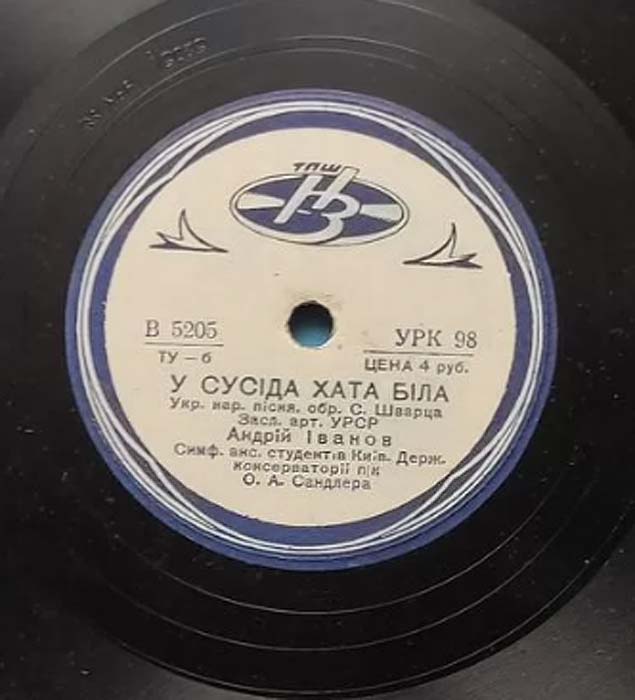 ТПШ
НЗ
В 5205
УРК 98
ТУ–6
ЦЕНА 4 руб.
У СУСІДА ХАТА БІЛА
Укр. нар. пісня, обр. С. Шварца
Засл. арт. УРСР
Андрій Іванов
Симф. анс. студентів Київ. Держ.
консерваторії п/к
О. А. Сандлера